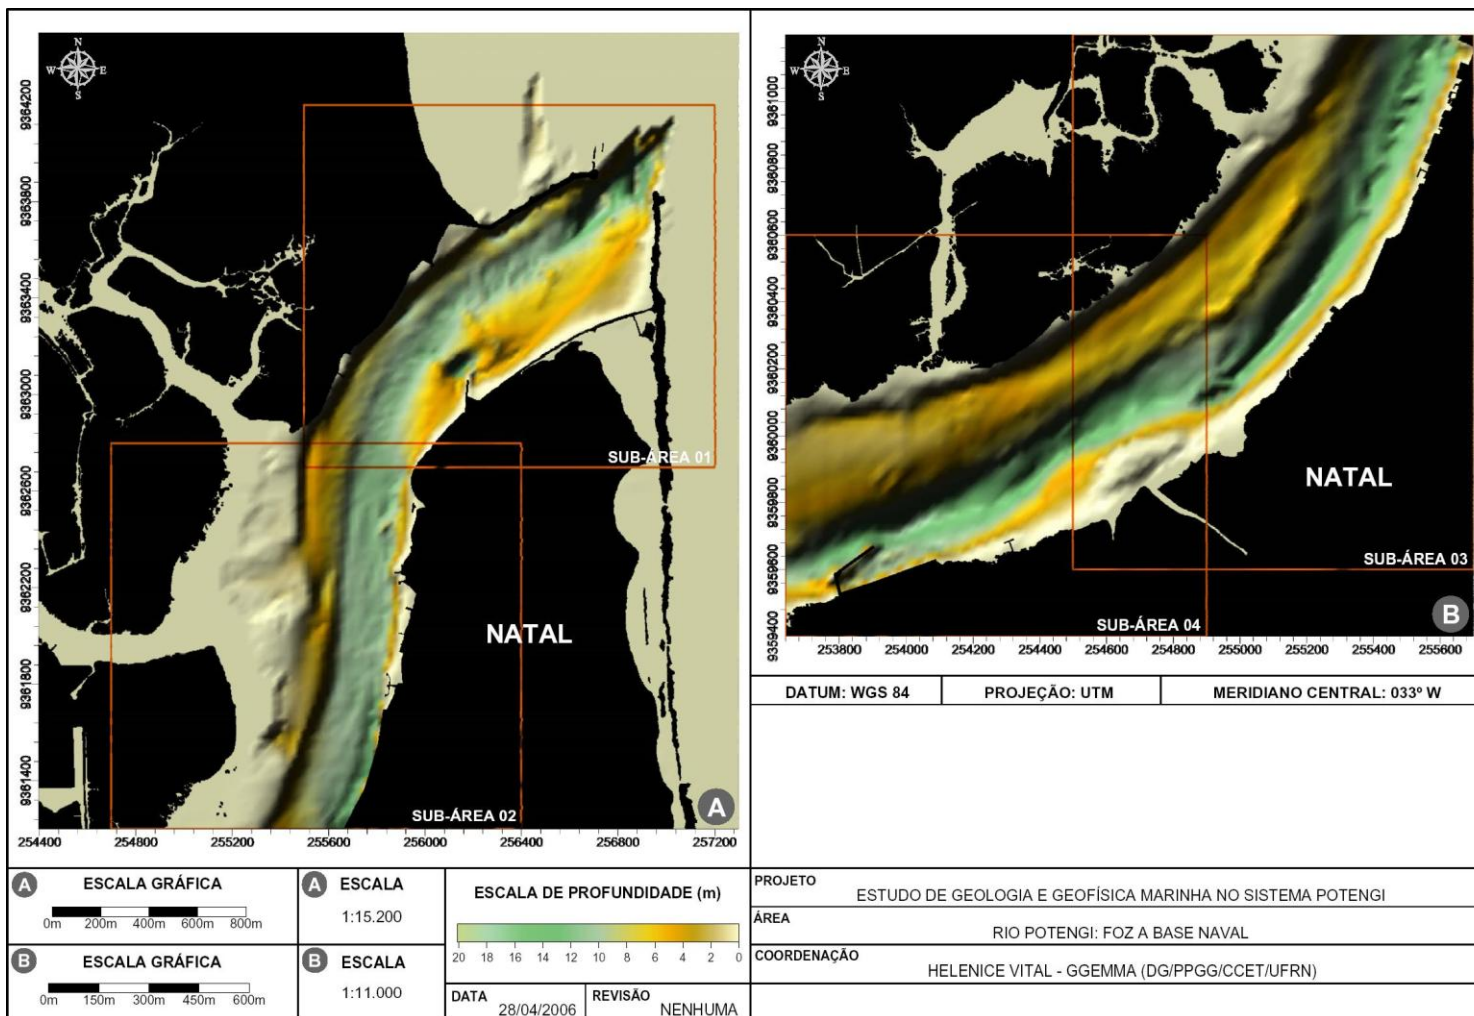 N
W E
S
9364200
9363800
9363400
9363000
9362600
9362200
9361800
9361400
SUB-ÁREA 01
NATAL
SUB-ÁREA 02
A
254400 254800 255200 255600 256000 256400 256800 257200
N
W E
S
9361000
9360800
9360600
9360400
9360200
9360000
9359800
9359600
9359400
NATAL
SUB-ÁREA 03
SUB-ÁREA 04
B
253800 254000 254200 254400 254600 254800 255000 255200 255400 255600
DATUM: WGS 84 PROJEÇÃO: UTM MERIDIANO CENTRAL: 033º W
A ESCALA GRÁFICA
0m 200m 400m 600m 800m
A ESCALA
1:15.200
B ESCALA GRÁFICA
0m 150m 300m 450m 600m
B ESCALA
1:11.000
ESCALA DE PROFUNDIDADE (m)
20 18 16 14 12 10 8 6 4 2 0
DATA
28/04/2006
REVISÃO
NENHUMA
PROJETO
ESTUDO DE GEOLOGIA E GEOFÍSICA MARINHA NO SISTEMA POTENGI
ÁREA
RIO POTENGI: FOZ A BASE NAVAL
COORDENAÇÃO
HELENICE VITAL - GGEMMA (DG/PPGG/CCET/UFRN)